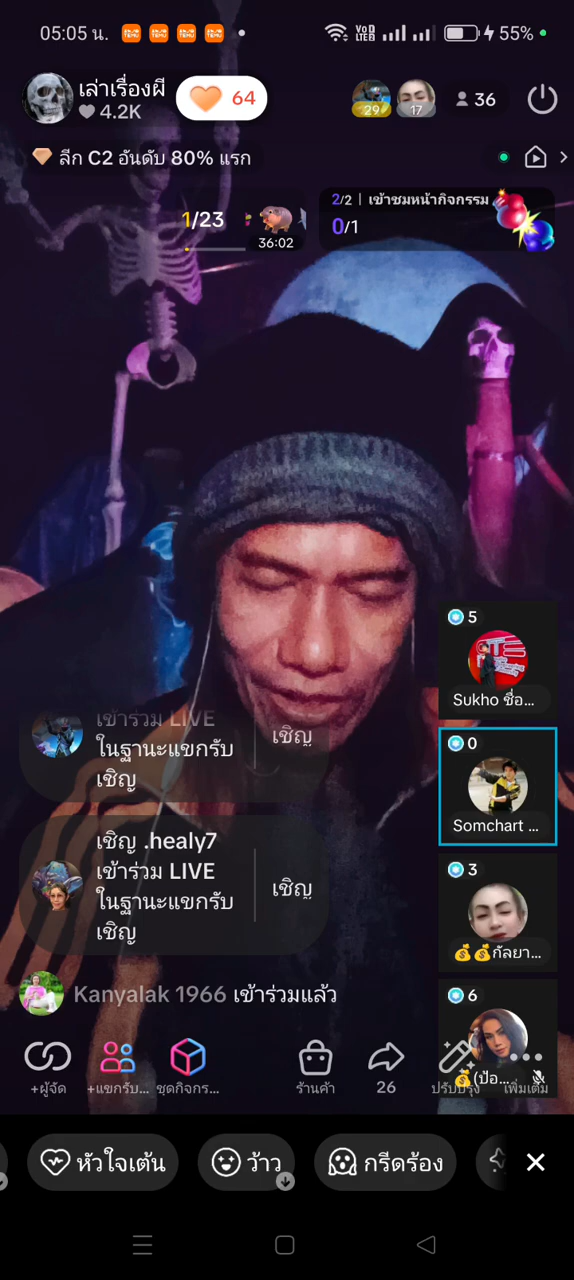 05:05 น.
VoD
LTED
55%
เล่าเรื่องผี
4.2K
64
29
17
36
ลีก C2 อันดับ 80% แรก
1/23
36:02
2/2 | เข้าชมหน้ากิจกรรม
0/1
5
Sukho ชื่อ...
0
Somchart ...
3
💰💰กัลยา...
6
💰(ป้อ...
เข้าร่วม LIVE
ในฐานะแขกรับ
เชิญ
เชิญ
เชิญ .healy7
เข้าร่วม LIVE
ในฐานะแขกรับ
เชิญ
เชิญ
Kanyalak 1966 เข้าร่วมแล้ว
+ผู้จัด
+แขกรับ...
ชุดกิจกร...
ร้านค้า
26
ปรับปรุง
เพิ่มเติม
หัวใจเต้น
ว้าว
กรีดร้อง